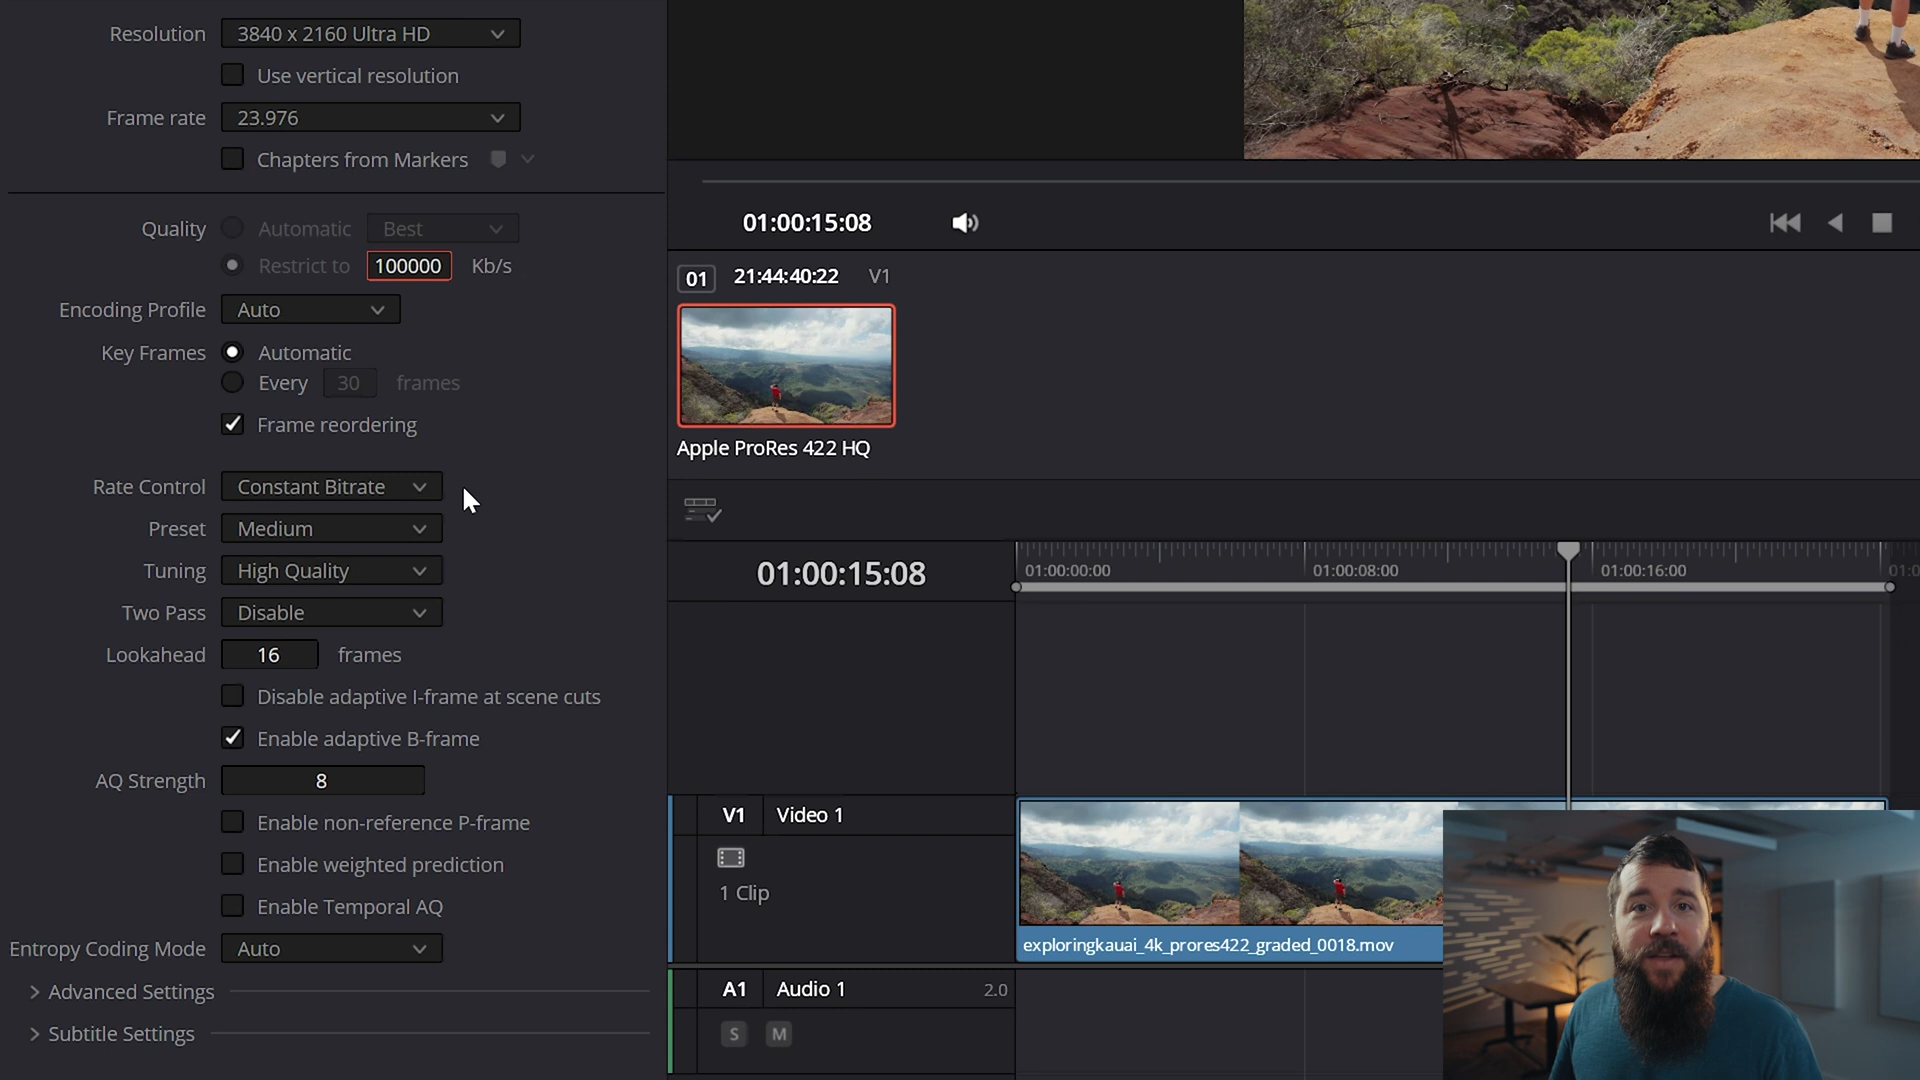 Resolution 3840 x 2160 Ultra HD
Use vertical resolution
Frame rate 23.976
Chapters from Markers
Quality Automatic Best
Restrict to 100000 Kb/s
Encoding Profile Auto
Key Frames Automatic
Every 30 frames
Frame reordering
Rate Control Constant Bitrate
Preset Medium
Tuning High Quality
Two Pass Disable
Lookahead 16 frames
Disable adaptive I-frame at scene cuts
Enable adaptive B-frame
AQ Strength 8
Enable non-reference P-frame
Enable weighted prediction
Enable Temporal AQ
Entropy Coding Mode Auto
Advanced Settings
Subtitle Settings
01:00:15:08
01 21:44:40:22 V1
Apple ProRes 422 HQ
01:00:15:08
01:00:00:00 01:00:08:00 01:00:16:00
V1 Video 1
1 Clip
exploringkauai_4k_prores422_graded_0018.mov
A1 Audio 1 2.0
S M